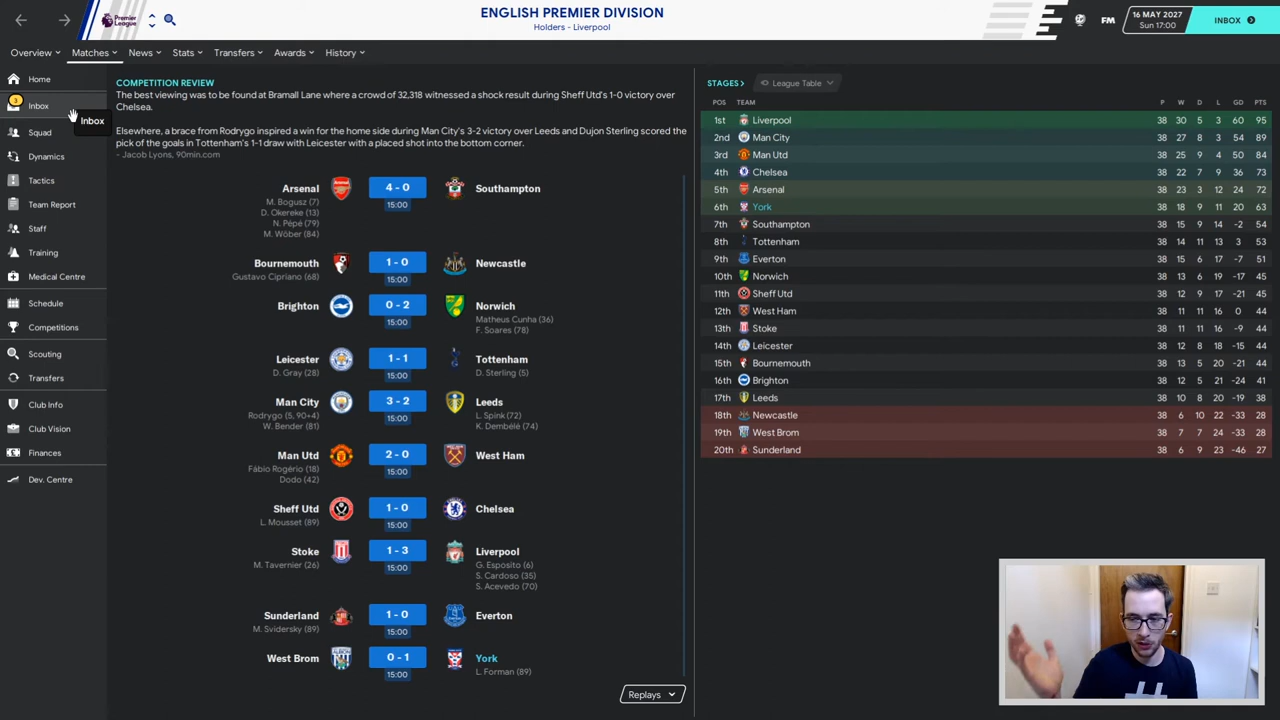 Premier League
ENGLISH PREMIER DIVISION
Holders - Liverpool
FM
16 MAY 2027
Sun 17:00
INBOX
Overview
Matches
News
Stats
Transfers
Awards
History
Home
3
Inbox
Inbox
Squad
Dynamics
Tactics
Team Report
Staff
Training
Medical Centre
Schedule
Competitions
Scouting
Transfers
Club Info
Club Vision
Finances
Dev. Centre
COMPETITION REVIEW
The best viewing was to be found at Bramall Lane where a crowd of 32,318 witnessed a shock result during Sheff Utd's 1-0 victory over
Chelsea.
Elsewhere, a brace from Rodrygo inspired a win for the home side during Man City's 3-2 victory over Leeds and Dujon Sterling scored the
pick of the goals in Tottenham's 1-1 draw with Leicester with a placed shot into the bottom corner.
- Jacob Lyons, 90min.com
Arsenal 4 - 0 Southampton
M. Bogusz (7) 15:00
D. Okereke (13)
N. Pépé (79)
M. Wöber (84)
Bournemouth 1 - 0 Newcastle
Gustavo Cipriano (68) 15:00
Brighton 0 - 2 Norwich
15:00 Matheus Cunha (36)
F. Soares (78)
Leicester 1 - 1 Tottenham
D. Gray (28) 15:00 D. Sterling (5)
Man City 3 - 2 Leeds
Rodrygo (5, 90+4) 15:00 L. Spink (72)
W. Bender (81) K. Dembélé (74)
Man Utd 2 - 0 West Ham
Fábio Rogério (18) 15:00
Dodo (42)
Sheff Utd 1 - 0 Chelsea
L. Mousset (89) 15:00
Stoke 1 - 3 Liverpool
M. Tavernier (26) 15:00 G. Esposito (6)
S. Cardoso (35)
S. Acevedo (70)
Sunderland 1 - 0 Everton
M. Svidersky (89) 15:00
West Brom 0 - 1 York
15:00 L. Forman (89)
Replays
STAGES
League Table
POS TEAM P W D L GD PTS
1st Liverpool 38 30 5 3 60 95
2nd Man City 38 27 8 3 54 89
3rd Man Utd 38 25 9 4 50 84
4th Chelsea 38 22 7 9 36 73
5th Arsenal 38 23 3 12 24 72
6th York 38 18 9 11 20 63
7th Southampton 38 15 9 14 -2 54
8th Tottenham 38 14 11 13 3 53
9th Everton 38 15 6 17 -7 51
10th Norwich 38 13 6 19 -17 45
11th Sheff Utd 38 12 9 17 -21 45
12th West Ham 38 11 11 16 0 44
13th Stoke 38 11 11 16 -9 44
14th Leicester 38 12 8 18 -15 44
15th Bournemouth 38 13 5 20 -21 44
16th Brighton 38 12 5 21 -24 41
17th Leeds 38 10 8 20 -19 38
18th Newcastle 38 6 10 22 -33 28
19th West Brom 38 7 7 24 -33 28
20th Sunderland 38 6 9 23 -46 27